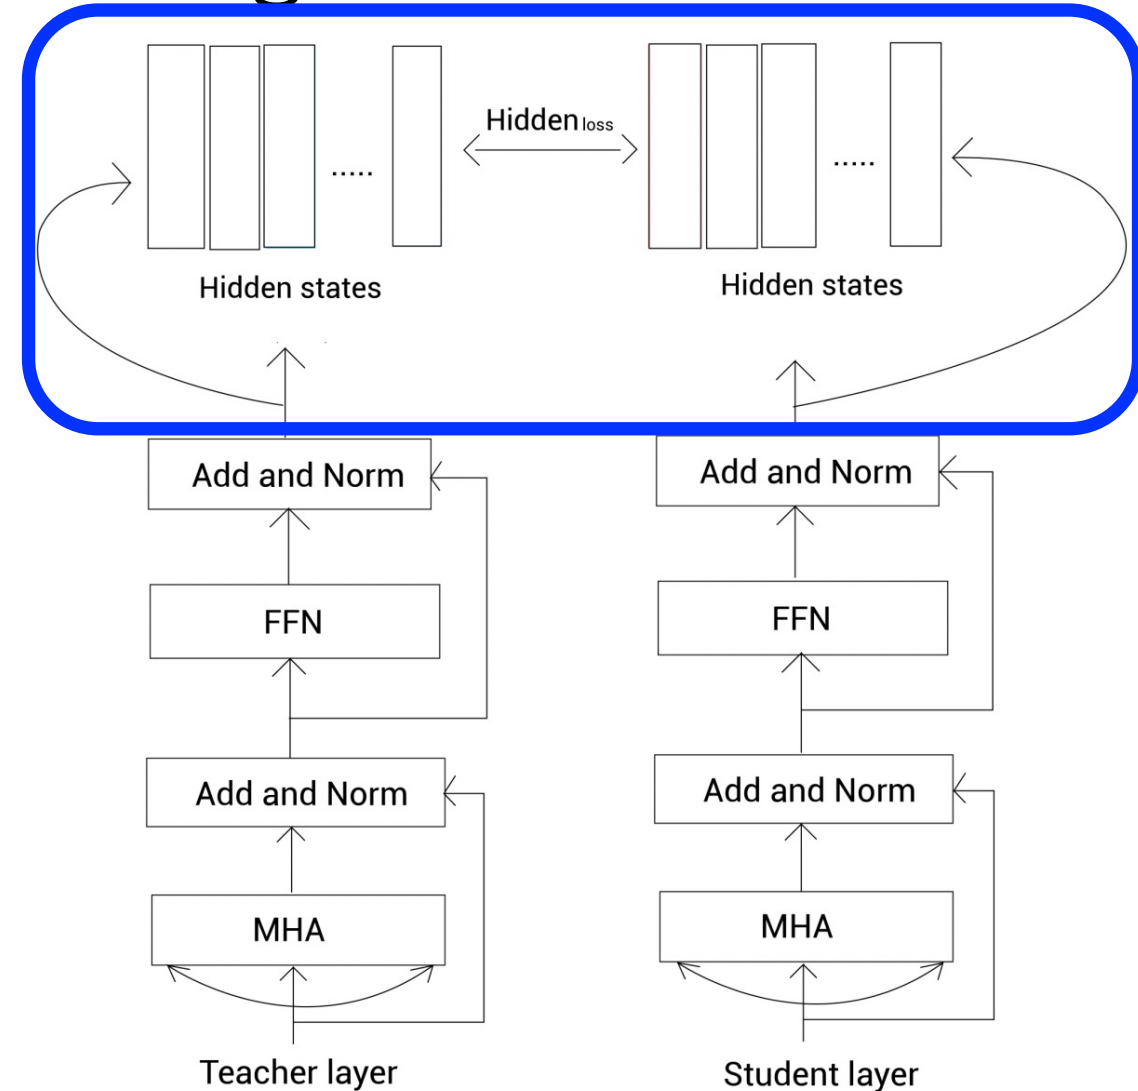 Hidden loss
.....
.....
Hidden states
Hidden states
Add and Norm
Add and Norm
FFN
FFN
Add and Norm
Add and Norm
MHA
MHA
Teacher layer
Student layer